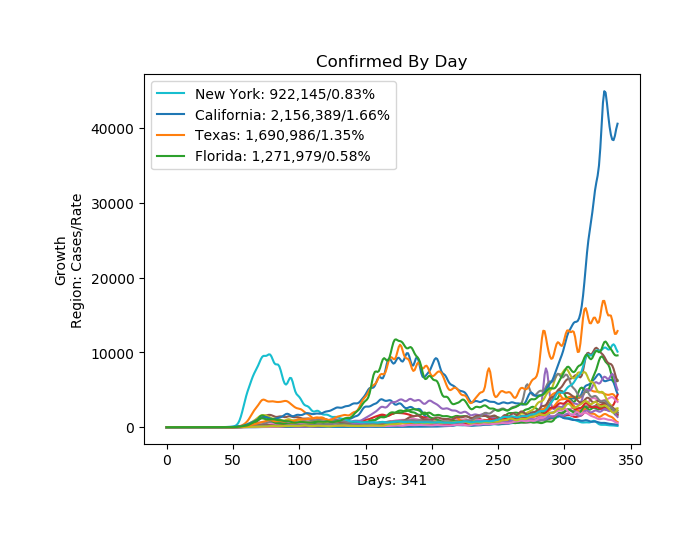 Confirmed By Day
New York: 922,145/0.83%
California: 2,156,389/1.66%
Texas: 1,690,986/1.35%
Florida: 1,271,979/0.58%
Growth
Region: Cases/Rate
40000
30000
20000
10000
0
0 50 100 150 200 250 300 350
Days: 341